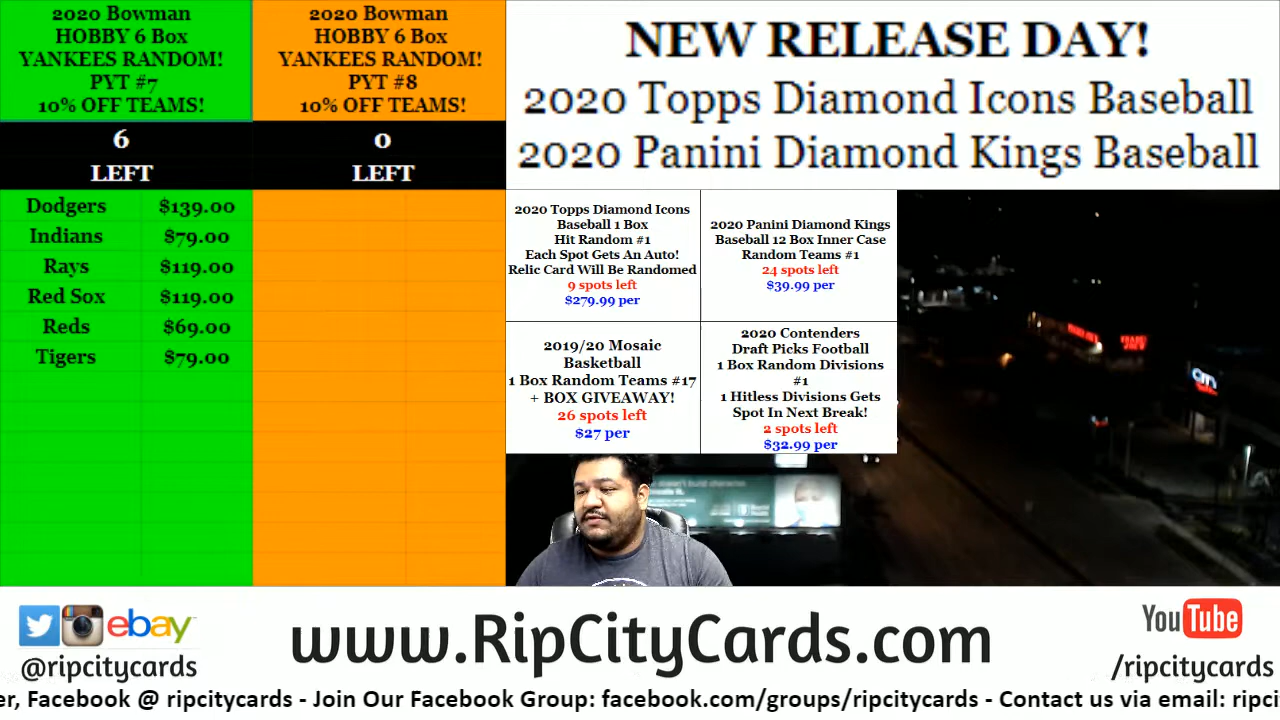 2020 Bowman
HOBBY 6 Box
YANKEES RANDOM!
PYT #7
10% OFF TEAMS!
6
LEFT
Dodgers $139.00
Indians $79.00
Rays $119.00
Red Sox $119.00
Reds $69.00
Tigers $79.00
2020 Bowman
HOBBY 6 Box
YANKEES RANDOM!
PYT #8
10% OFF TEAMS!
0
LEFT
NEW RELEASE DAY!
2020 Topps Diamond Icons Baseball
2020 Panini Diamond Kings Baseball
2020 Topps Diamond Icons
Baseball 1 Box
Hit Random #1
Each Spot Gets An Auto!
Relic Card Will Be Randomed
9 spots left
$279.99 per
2020 Panini Diamond Kings
Baseball 12 Box Inner Case
Random Teams #1
24 spots left
$39.99 per
2019/20 Mosaic
Basketball
1 Box Random Teams #17
+ BOX GIVEAWAY!
26 spots left
$27 per
2020 Contenders
Draft Picks Football
1 Box Random Divisions
#1
1 Hitless Divisions Gets
Spot In Next Break!
2 spots left
$32.99 per
ebay
@ripcitycards
www.RipCityCards.com
YouTube
/ripcitycards
er, Facebook @ ripcitycards - Join Our Facebook Group: facebook.com/groups/ripcitycards - Contact us via email: ripci